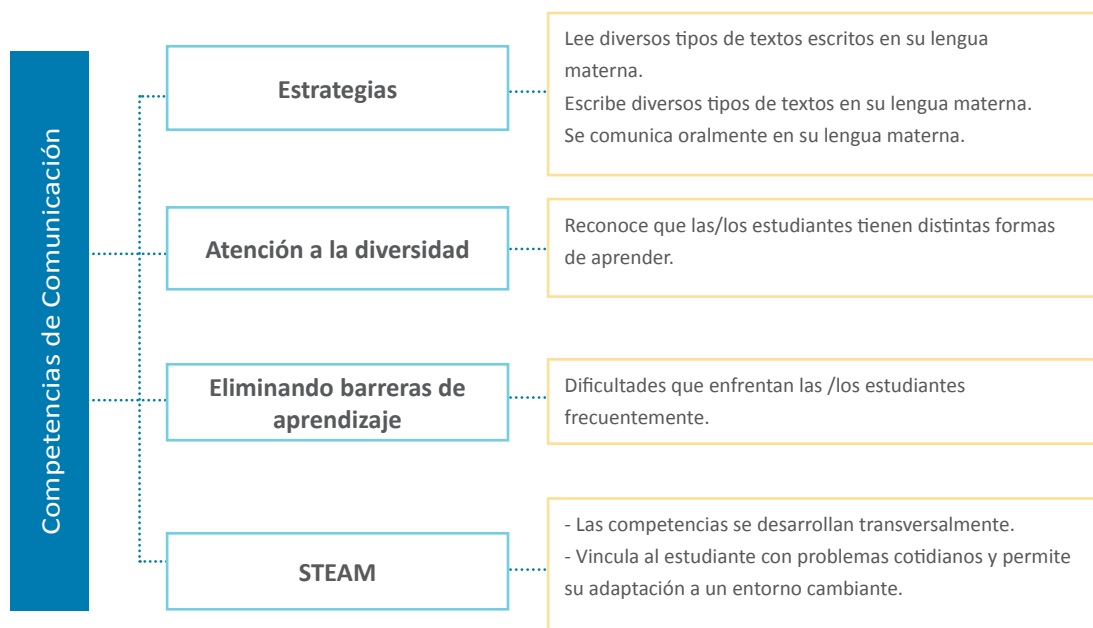 Competencias de Comunicación
Estrategias
Lee diversos tipos de textos escritos en su lengua
materna.
Escribe diversos tipos de textos en su lengua materna.
Se comunica oralmente en su lengua materna.
Atención a la diversidad
Reconoce que las/los estudiantes tienen distintas formas
de aprender.
Eliminando barreras de
aprendizaje
Dificultades que enfrentan las /los estudiantes
frecuentemente.
STEAM
- Las competencias se desarrollan transversalmente.
- Vincula al estudiante con problemas cotidianos y permite
su adaptación a un entorno cambiante.